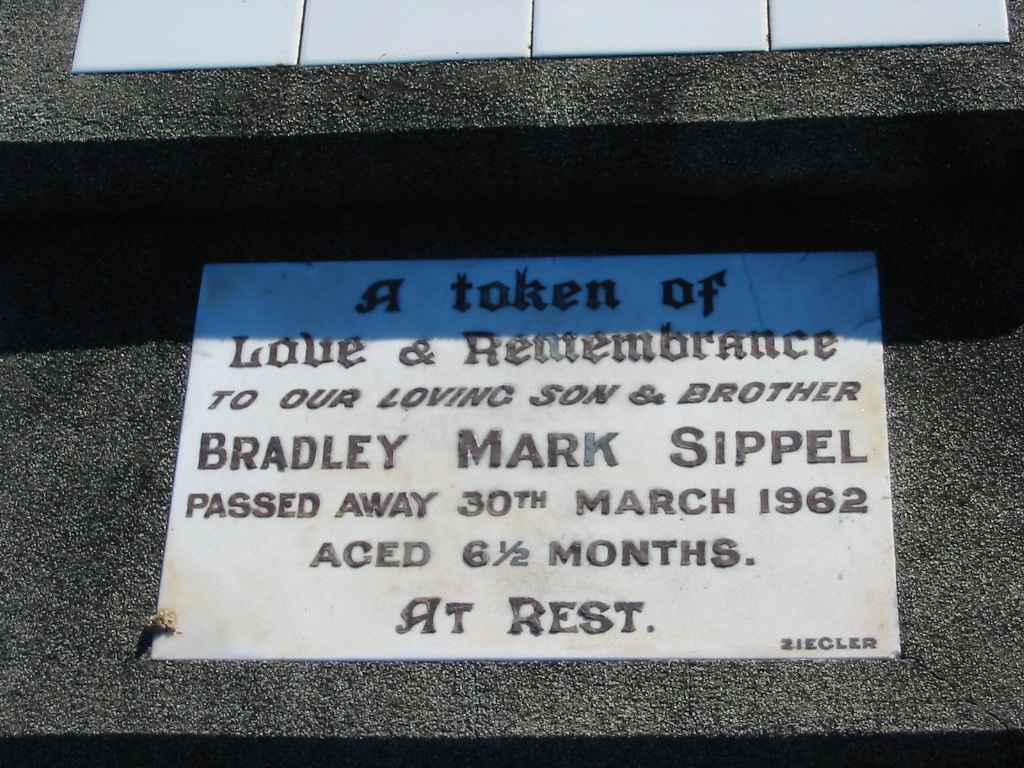 A token of
Love & Remembrance
TO OUR LOVING SON & BROTHER
BRADLEY MARK SIPPEL
PASSED AWAY 30TH MARCH 1962
AGED 6½ MONTHS.
AT REST.
ZIEGLER